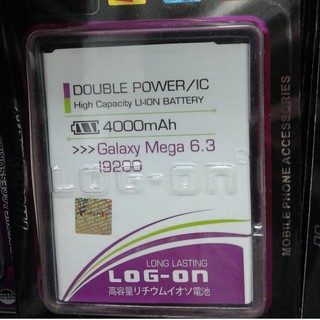 DOUBLE POWER/IC
High Capacity LI-ION BATTERY
4000mAh
>>> Galaxy Mega 6.3
I9200
LOG-ON
LONG LASTING
LOG-ON
高容量リチウムイオン電池
MOBILE PHONE ACCESSORIES